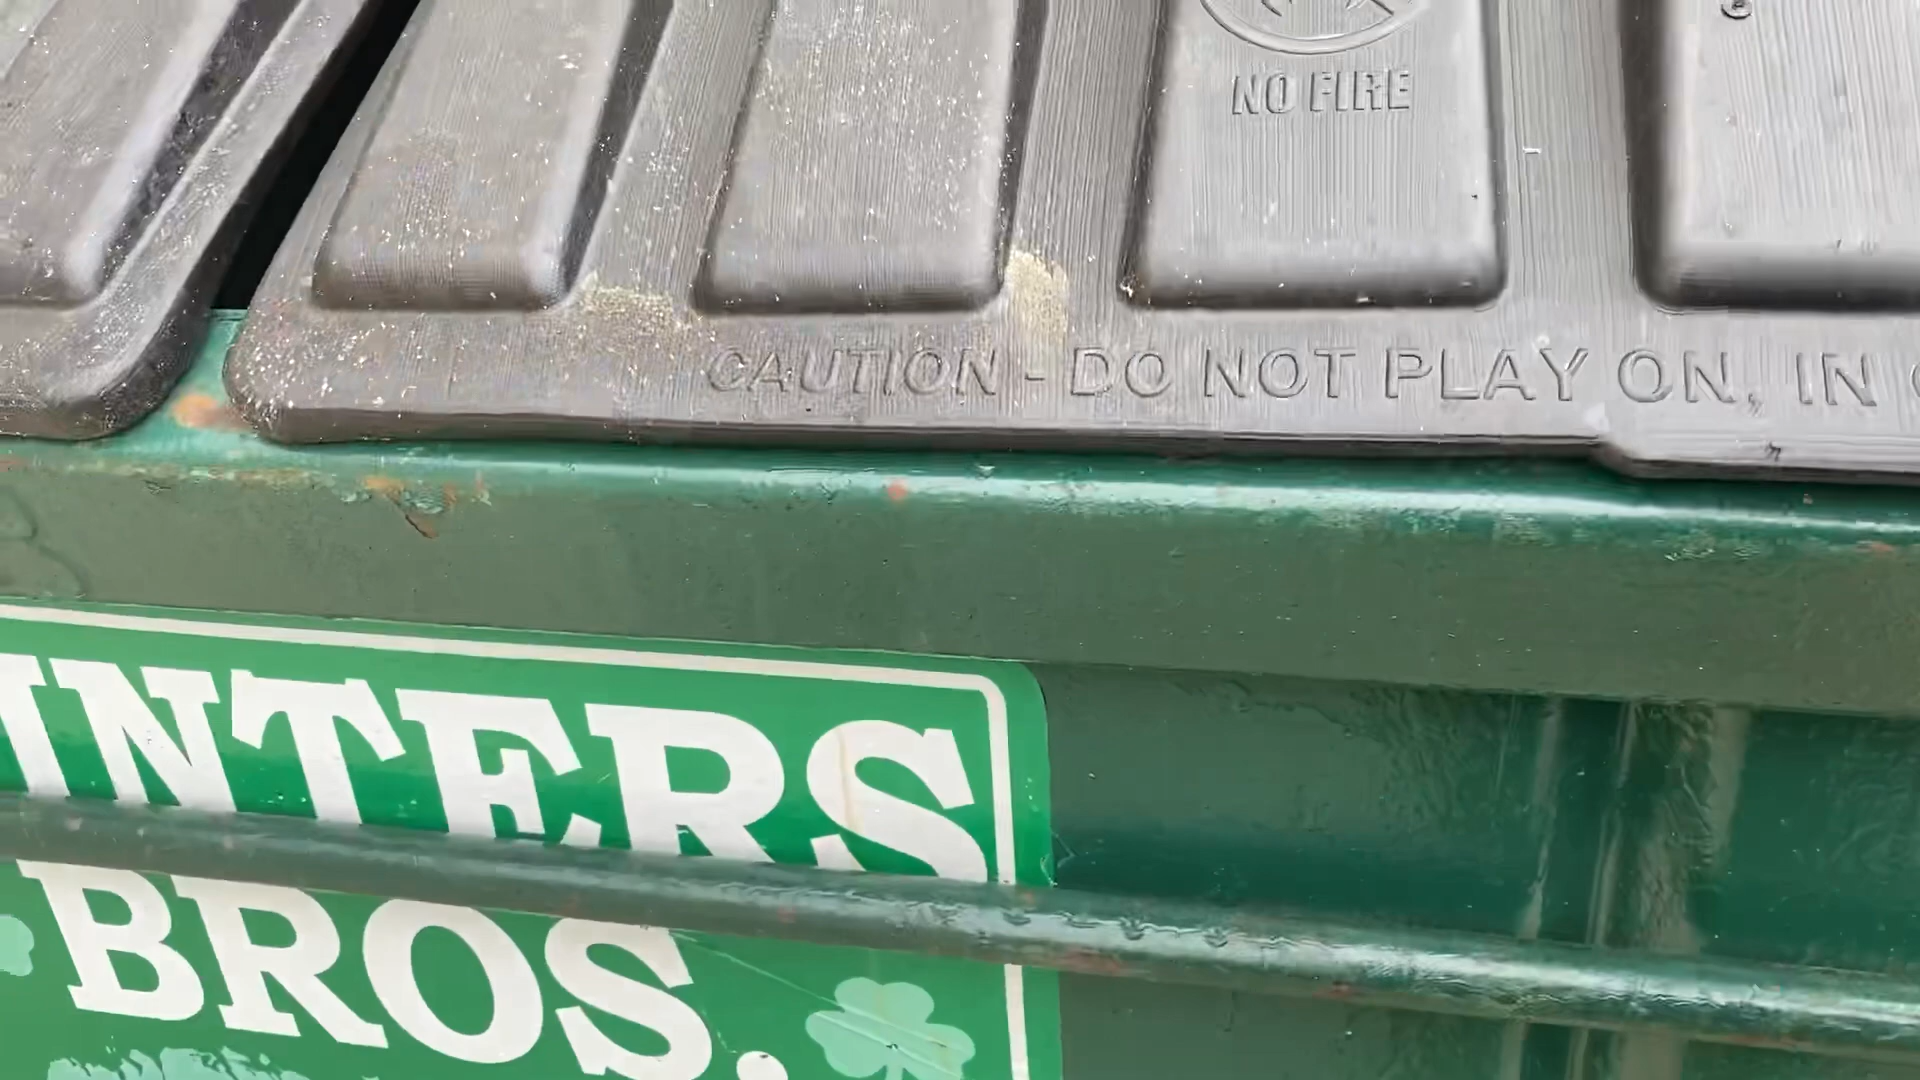 NO FIRE
CAUTION - DO NOT PLAY ON, IN
INTERS
BROS.